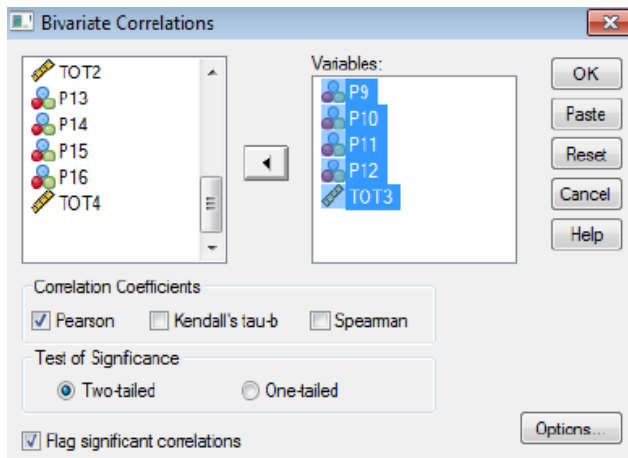 Bivariate Correlations
TOT2
P13
P14
P15
P16
TOT4
Variables:
P9
P10
P11
P12
TOT3
OK
Paste
Reset
Cancel
Help
Correlation Coefficients
Pearson Kendall's tau-b Spearman
Test of Significance
Two-tailed One-tailed
Flag significant correlations
Options...